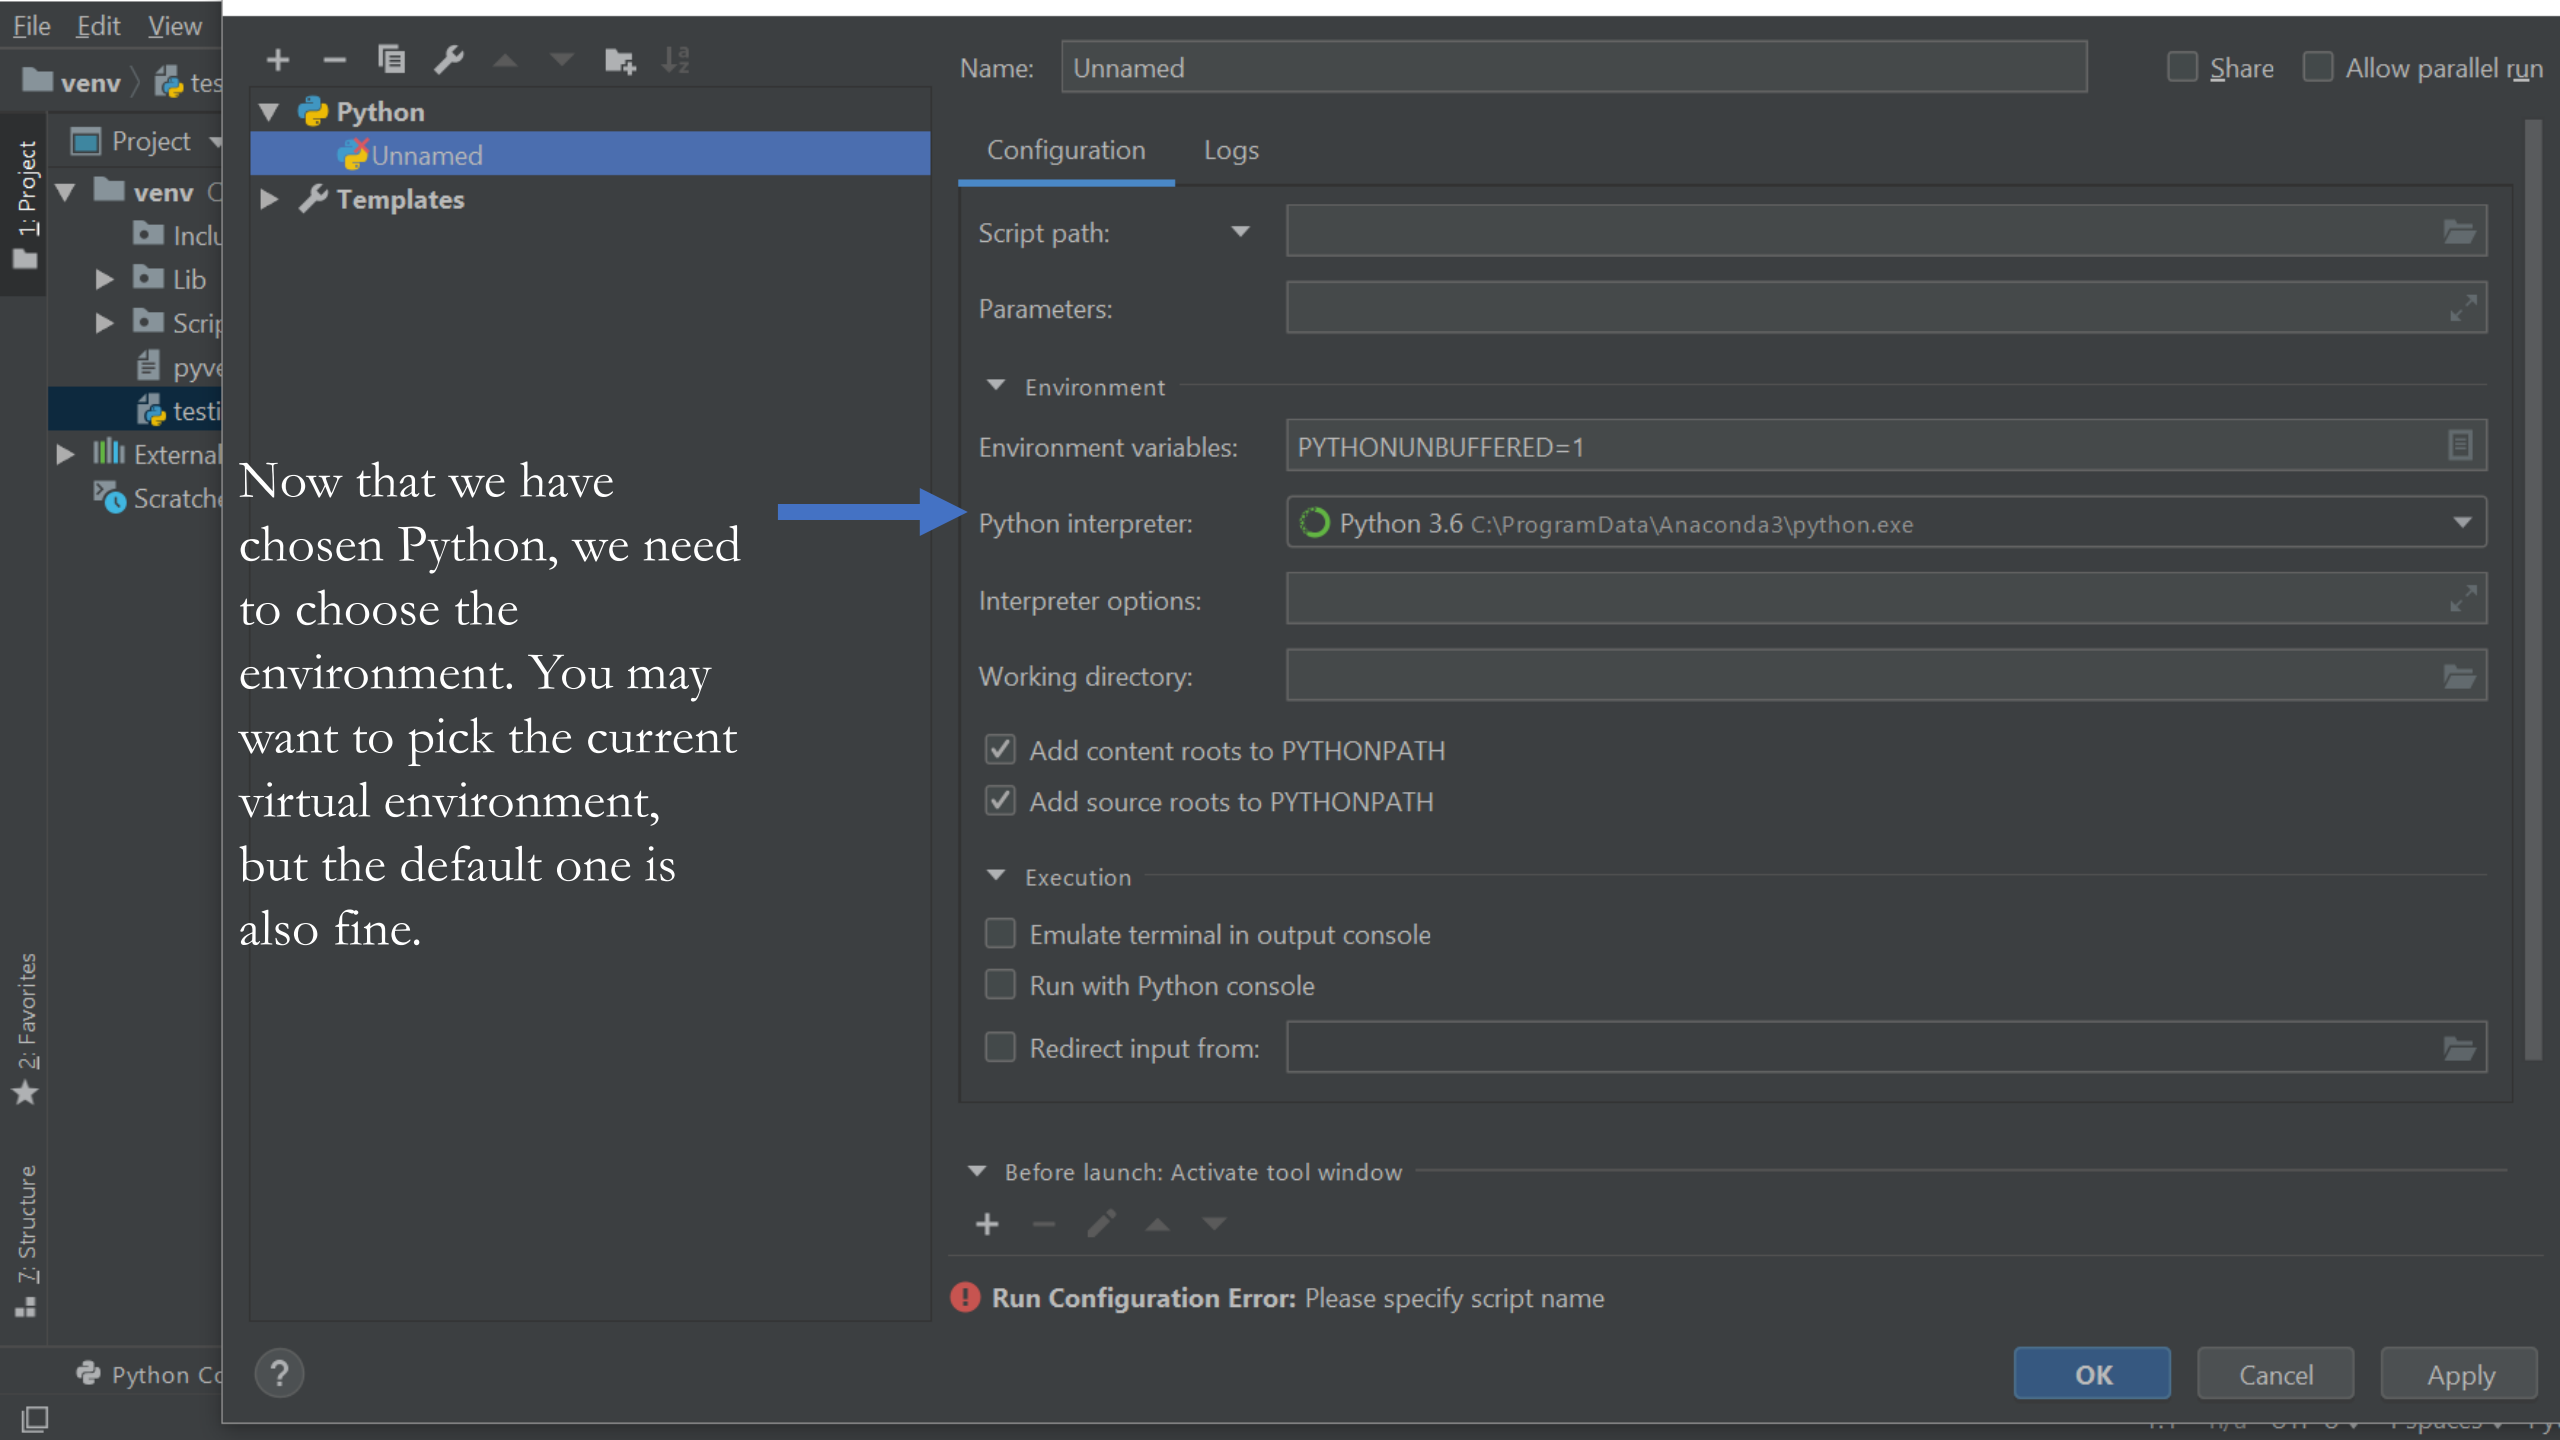 File Edit View
venv
Project
1: Project
venv
Lib
External
2: Favorites
7: Structure
Python
Unnamed
Templates
Now that we have
chosen Python, we need
to choose the
environment. You may
want to pick the current
virtual environment,
but the default one is
also fine.
Name: Unnamed
Share
Allow parallel run
Configuration Logs
Script path:
Parameters:
Environment
Environment variables: PYTHONUNBUFFERED=1
Python interpreter: Python 3.6 C:\ProgramData\Anaconda3\python.exe
Interpreter options:
Working directory:
Add content roots to PYTHONPATH
Add source roots to PYTHONPATH
Execution
Emulate terminal in output console
Run with Python console
Redirect input from:
Before launch: Activate tool window
Run Configuration Error: Please specify script name
Python
? OK Cancel Apply